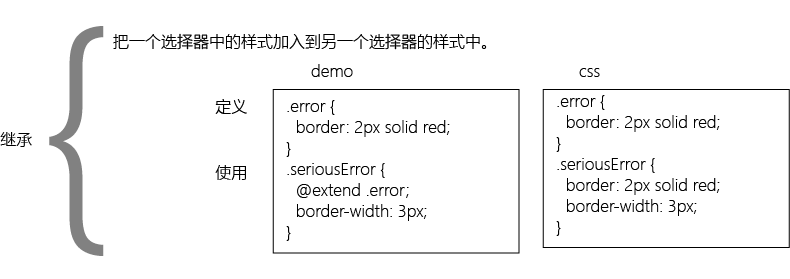 把一个选择器中的样式加入到另一个选择器的样式中。
demo
css
继承
定义
使用
.error {
border: 2px solid red;
}
.seriousError {
@extend .error;
border-width: 3px;
}
.error {
border: 2px solid red;
}
.seriousError {
border: 2px solid red;
border-width: 3px;
}